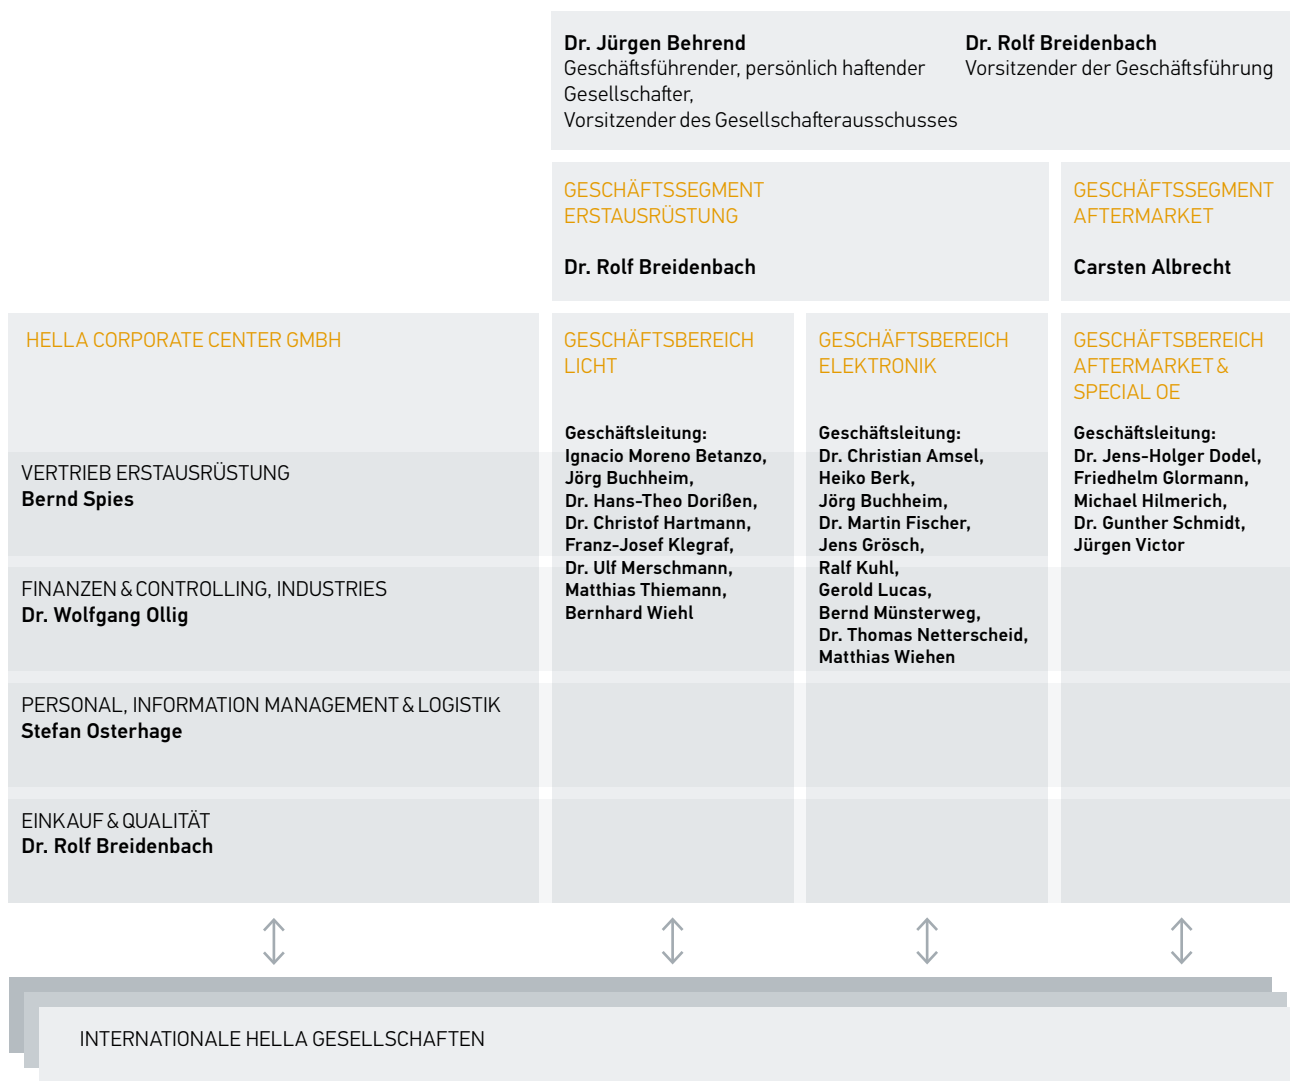 Dr. Jürgen Behrend
Geschäftsführender, persönlich haftender
Gesellschafter,
Vorsitzender des Gesellschafterausschusses
Dr. Rolf Breidenbach
Vorsitzender der Geschäftsführung
GESCHÄFTSSEGMENT
ERSTAUSRÜSTUNG
Dr. Rolf Breidenbach
GESCHÄFTSSEGMENT
AFTERMARKET
Carsten Albrecht
HELLA CORPORATE CENTER GMBH
VERTRIEB ERSTAUSRÜSTUNG
Bernd Spies
FINANZEN & CONTROLLING, INDUSTRIES
Dr. Wolfgang Ollig
PERSONAL, INFORMATION MANAGEMENT & LOGISTIK
Stefan Osterhage
EINKAUF & QUALITÄT
Dr. Rolf Breidenbach
GESCHÄFTSBEREICH
LICHT
Geschäftsleitung:
Ignacio Moreno Betanzo,
Jörg Buchheim,
Dr. Hans-Theo Dorißen,
Dr. Christof Hartmann,
Franz-Josef Klegraf,
Dr. Ulf Merschmann,
Matthias Thiemann,
Bernhard Wiehl
GESCHÄFTSBEREICH
ELEKTRONIK
Geschäftsleitung:
Dr. Christian Amsel,
Heiko Berk,
Jörg Buchheim,
Dr. Martin Fischer,
Jens Grösch,
Ralf Kuhl,
Gerold Lucas,
Bernd Münsterweg,
Dr. Thomas Netterscheid,
Matthias Wiehen
GESCHÄFTSBEREICH
AFTERMARKET &
SPECIAL OE
Geschäftsleitung:
Dr. Jens-Holger Dodel,
Friedhelm Glormann,
Michael Hilmerich,
Dr. Gunther Schmidt,
Jürgen Victor
INTERNATIONALE HELLA GESELLSCHAFTEN